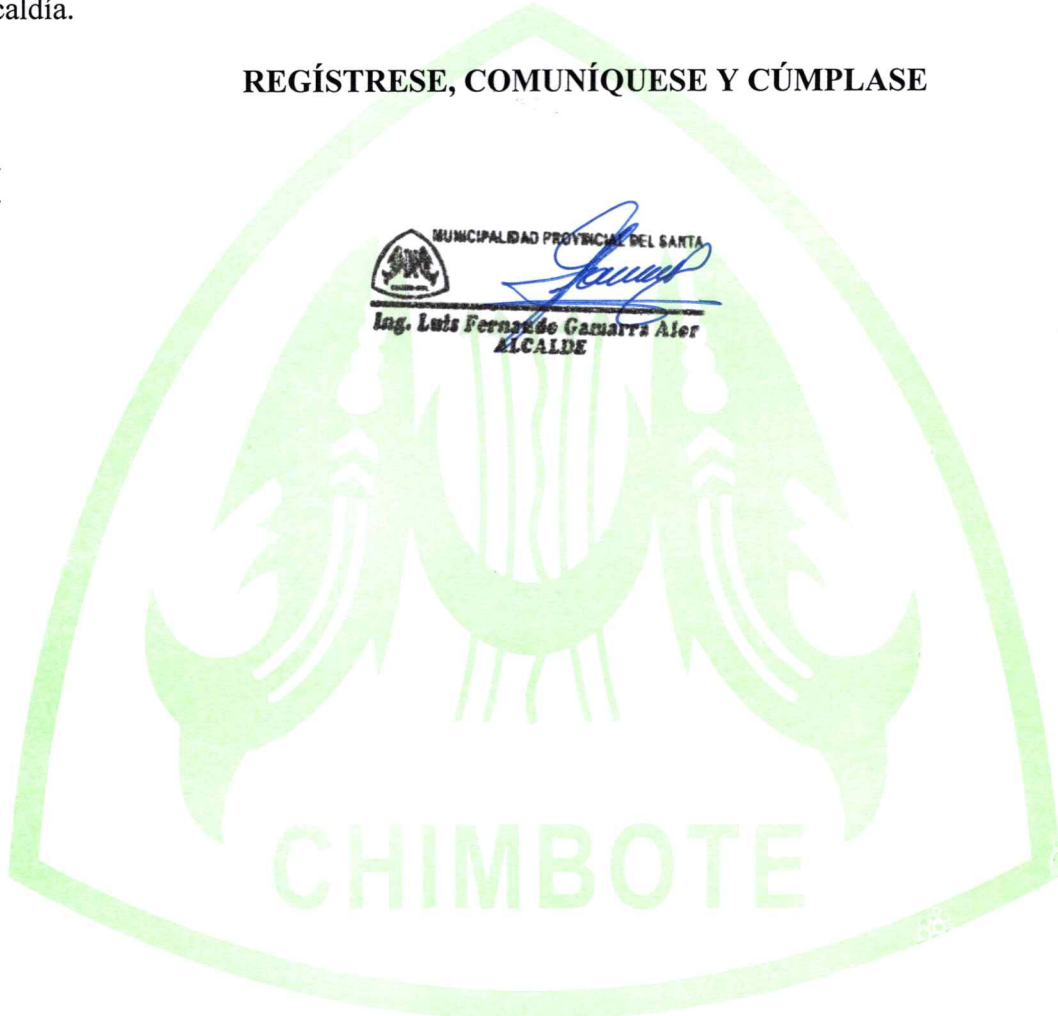 caldía.
REGÍSTRESE, COMUNÍQUESE Y CÚMPLASE
MUNICIPALIDAD PROVINCIAL DEL SANTA
Ing. Luis Fernando Gamarra Alor
ALCALDE
CHIMBOTE